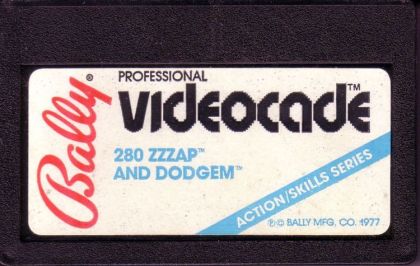 Bally®
PROFESSIONAL
VIDEOCADE™
280 ZZZAP™
AND DODGEM™
ACTION/SKILLS SERIES
℗© BALLY MFG. CO. 1977